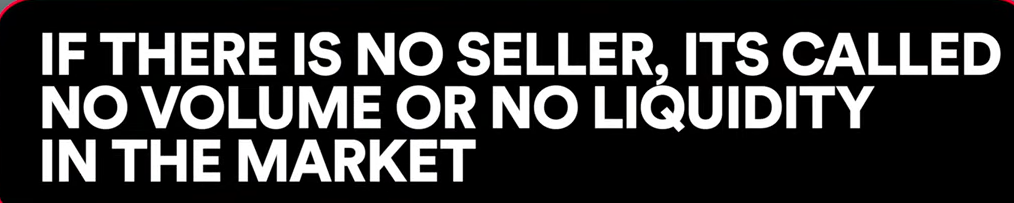 IF THERE IS NO SELLER, ITS CALLED
NO VOLUME OR NO LIQUIDITY
IN THE MARKET